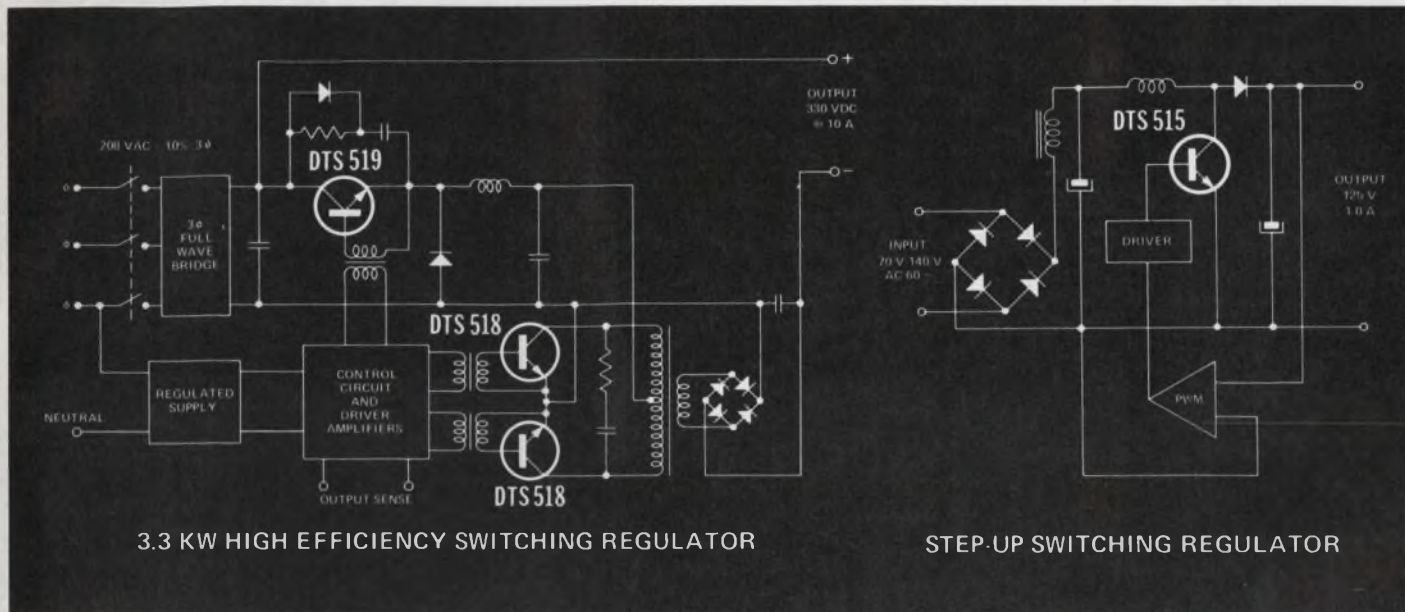 OUTPUT
330 VDC
@ 10 A
+
−
208 VAC - 10% 3φ
DTS 519
3φ
FULL
WAVE
BRIDGE
DTS 518
REGULATED
SUPPLY
NEUTRAL
CONTROL
CIRCUIT
AND
DRIVER
AMPLIFIERS
OUTPUT SENSE
DTS 518
3.3 KW HIGH EFFICIENCY SWITCHING REGULATOR
DTS 515
OUTPUT
125 V
1.0 A
DRIVER
INPUT
70 V 140 V
AC 60 ~
PWM
STEP-UP SWITCHING REGULATOR